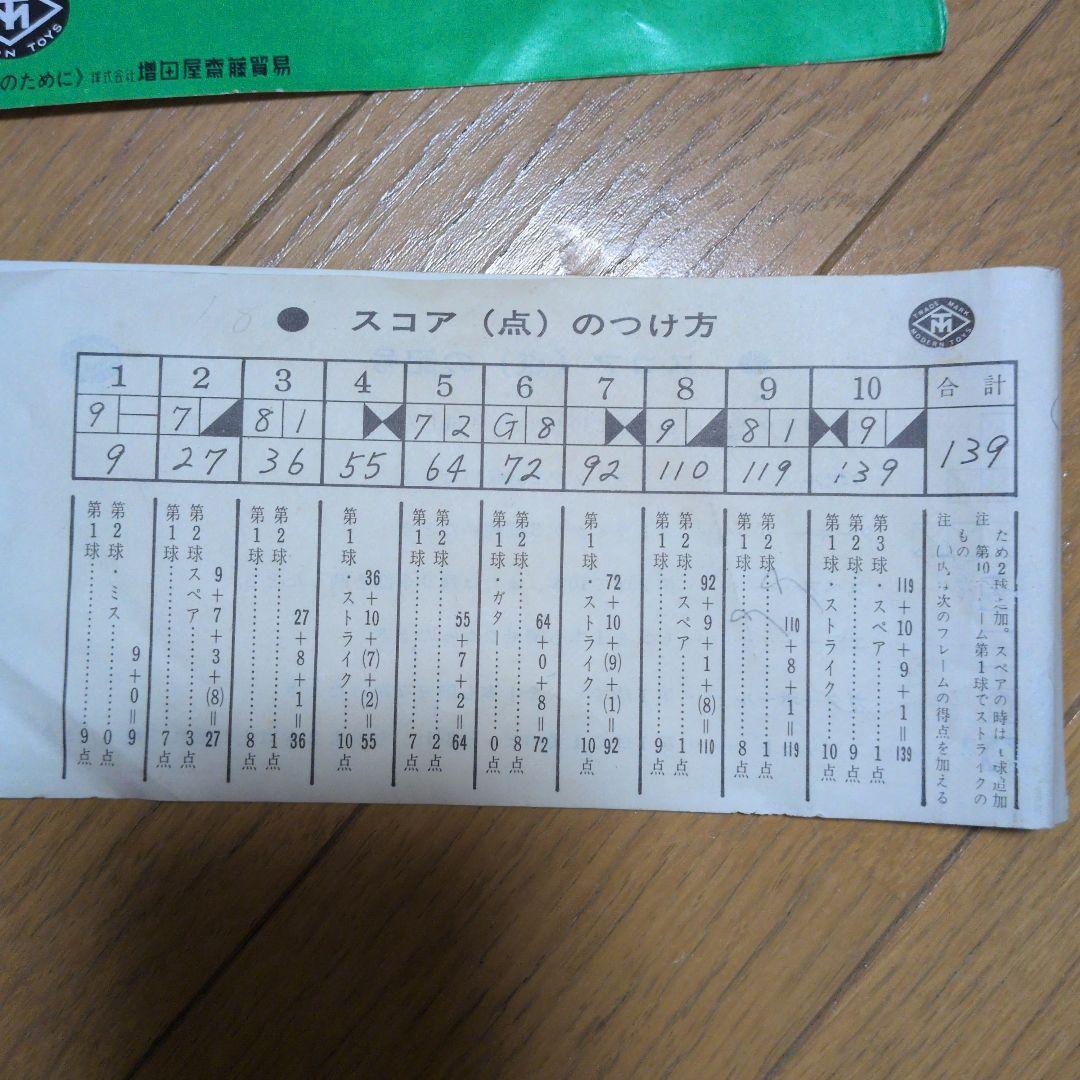 RN TOYS
のために》株式会社 増田屋齋藤貿易
● スコア（点）のつけ方
TRADE MARK
TM
MODERN TOYS
1 2 3 4 5 6 7 8 9 10 合計
9 7 8 1 7 2 G 8 9 8 1 9
9 27 36 55 64 72 92 110 119 139 139
第1球‥‥‥‥9点
第2球・ミス‥‥‥‥0点
9+0=9
第1球‥‥‥‥7点
第2球スペア‥‥‥‥3点
9+7+3+(8)=27
第1球‥‥‥‥8点
第2球‥‥‥‥1点
27+8+1=36
第1球・ストライク‥‥10点
36+10+(7)+(2)=55
第1球‥‥‥‥7点
第2球‥‥‥‥2点
55+7+2=64
第1球・ガター‥‥‥‥0点
第2球‥‥‥‥8点
64+0+8=72
第1球・ストライク‥‥10点
72+10+(9)+(1)=92
第1球‥‥‥‥9点
第2球・スペア‥‥‥‥1点
92+9+1+(8)=110
第1球‥‥‥‥8点
第2球‥‥‥‥1点
110+8+1=119
第1球・ストライク‥‥10点
第2球‥‥‥‥9点
第3球・スペア‥‥‥‥1点
119+10+9+1=139
注 ( )内は次のフレームの得点を加える
もの
注 第10フレーム第1球でストライクの
ため2球追加。スペアの時は1球追加